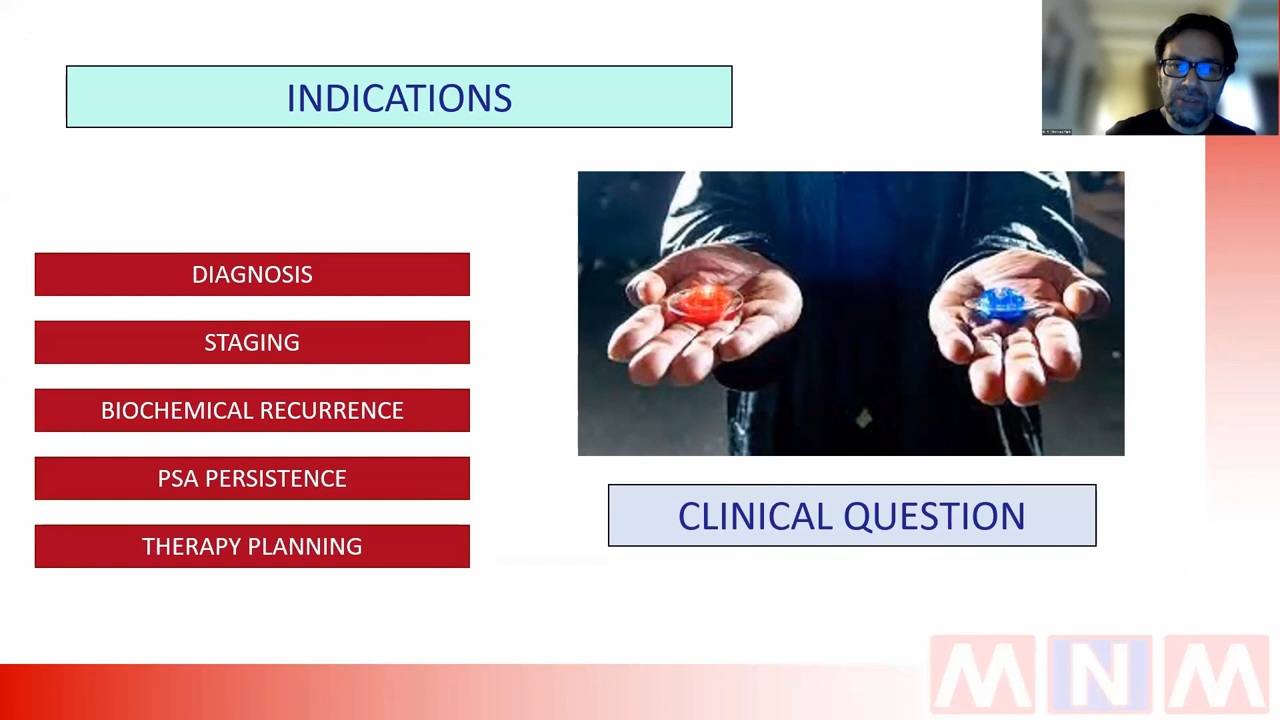 INDICATIONS
DIAGNOSIS
STAGING
BIOCHEMICAL RECURRENCE
PSA PERSISTENCE
THERAPY PLANNING
CLINICAL QUESTION
MNM